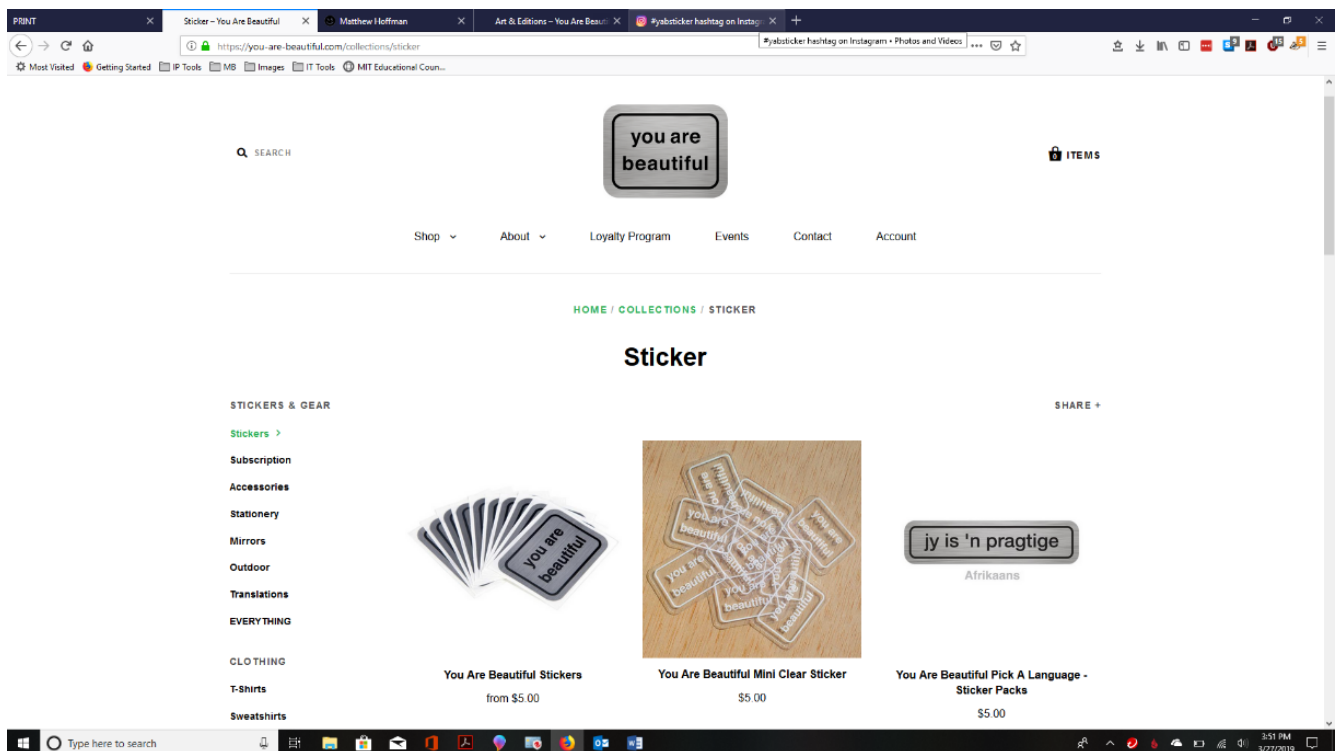 PRINT
Sticker – You Are Beautiful
Matthew Hoffman
Art & Editions – You Are Beauti
#yabsticker hashtag on Instag
https://you-are-beautiful.com/collections/sticker
#yabsticker hashtag on Instagram • Photos and Videos
Most Visited
Getting Started
IP Tools
MB
Images
IT Tools
MIT Educational Coun...
you are
beautiful
SEARCH
0 ITEMS
Shop
About
Loyalty Program
Events
Contact
Account
HOME / COLLECTIONS / STICKER
Sticker
STICKERS & GEAR
SHARE +
Stickers >
Subscription
Accessories
Stationery
Mirrors
Outdoor
Translations
EVERYTHING
CLOTHING
T-Shirts
Sweatshirts
you are
beautiful
you are
beautiful
jy is 'n pragtige
Afrikaans
You Are Beautiful Stickers
from $5.00
You Are Beautiful Mini Clear Sticker
$5.00
You Are Beautiful Pick A Language -
Sticker Packs
$5.00
Type here to search
3:51 PM
3/27/2019